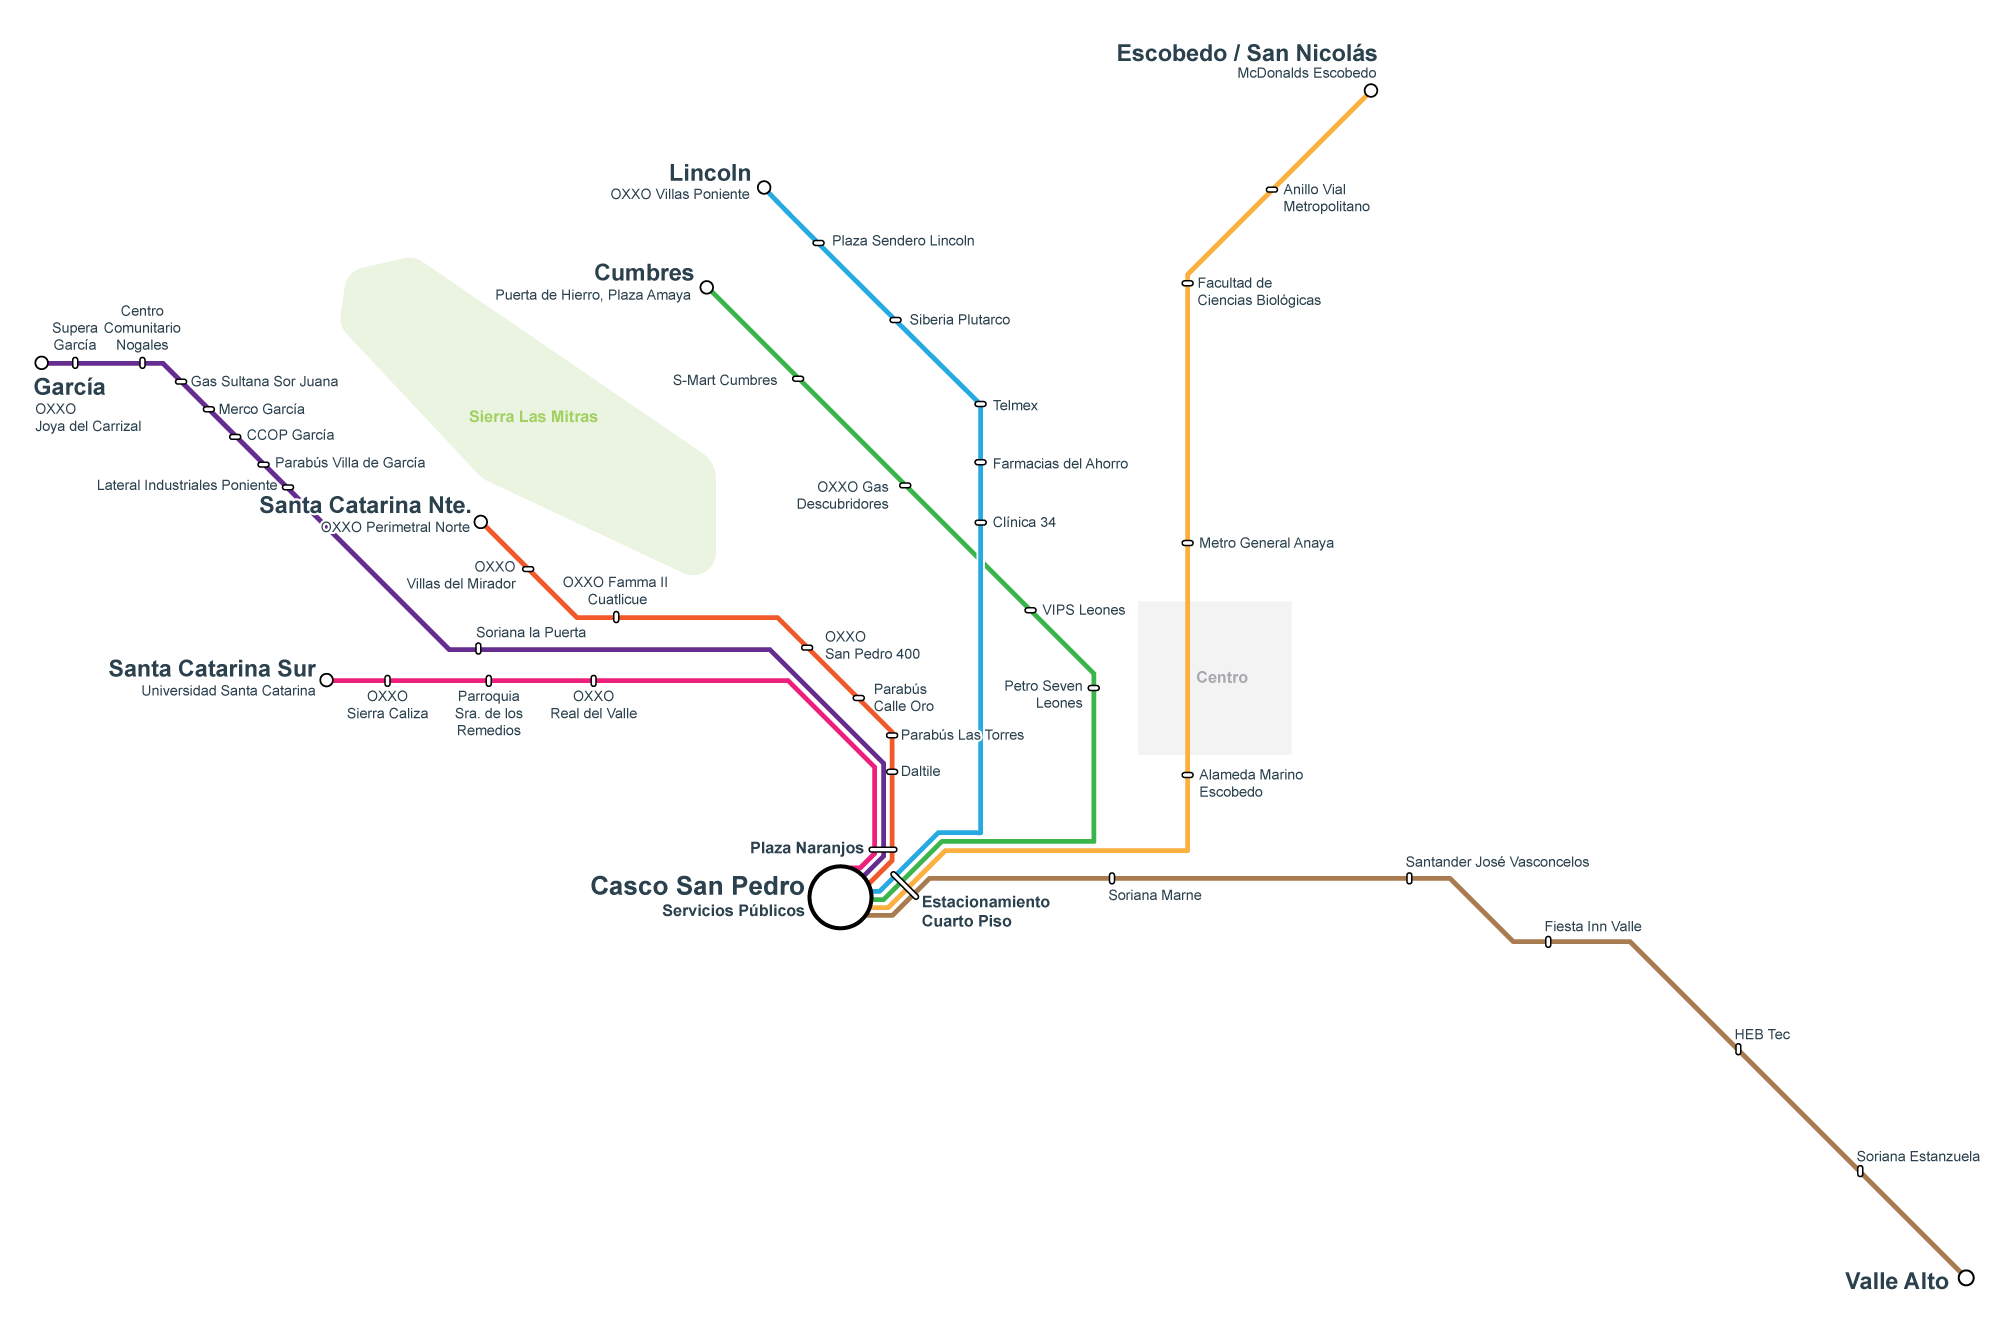 Escobedo / San Nicolás
McDonalds Escobedo
Anillo Vial
Metropolitano
Facultad de
Ciencias Biológicas
Metro General Anaya
Centro
Alameda Marino
Escobedo
Lincoln
OXXO Villas Poniente
Plaza Sendero Lincoln
Siberia Plutarco
Telmex
Farmacias del Ahorro
Clínica 34
Cumbres
Puerta de Hierro, Plaza Amaya
S-Mart Cumbres
OXXO Gas
Descubridores
VIPS Leones
Petro Seven
Leones
Sierra Las Mitras
Supera
García
Centro
Comunitario
Nogales
García
OXXO
Joya del Carrizal
Gas Sultana Sor Juana
Merco García
CCOP García
Parabús Villa de García
Lateral Industriales Poniente
Soriana la Puerta
Santa Catarina Nte.
OXXO Perimetral Norte
OXXO
Villas del Mirador
OXXO Famma II
Cuatlicue
OXXO
San Pedro 400
Parabús
Calle Oro
Parabús Las Torres
Daltile
Santa Catarina Sur
Universidad Santa Catarina
OXXO
Sierra Caliza
Parroquia
Sra. de los
Remedios
OXXO
Real del Valle
Plaza Naranjos
Casco San Pedro
Servicios Públicos
Estacionamiento
Cuarto Piso
Soriana Marne
Santander José Vasconcelos
Fiesta Inn Valle
HEB Tec
Soriana Estanzuela
Valle Alto